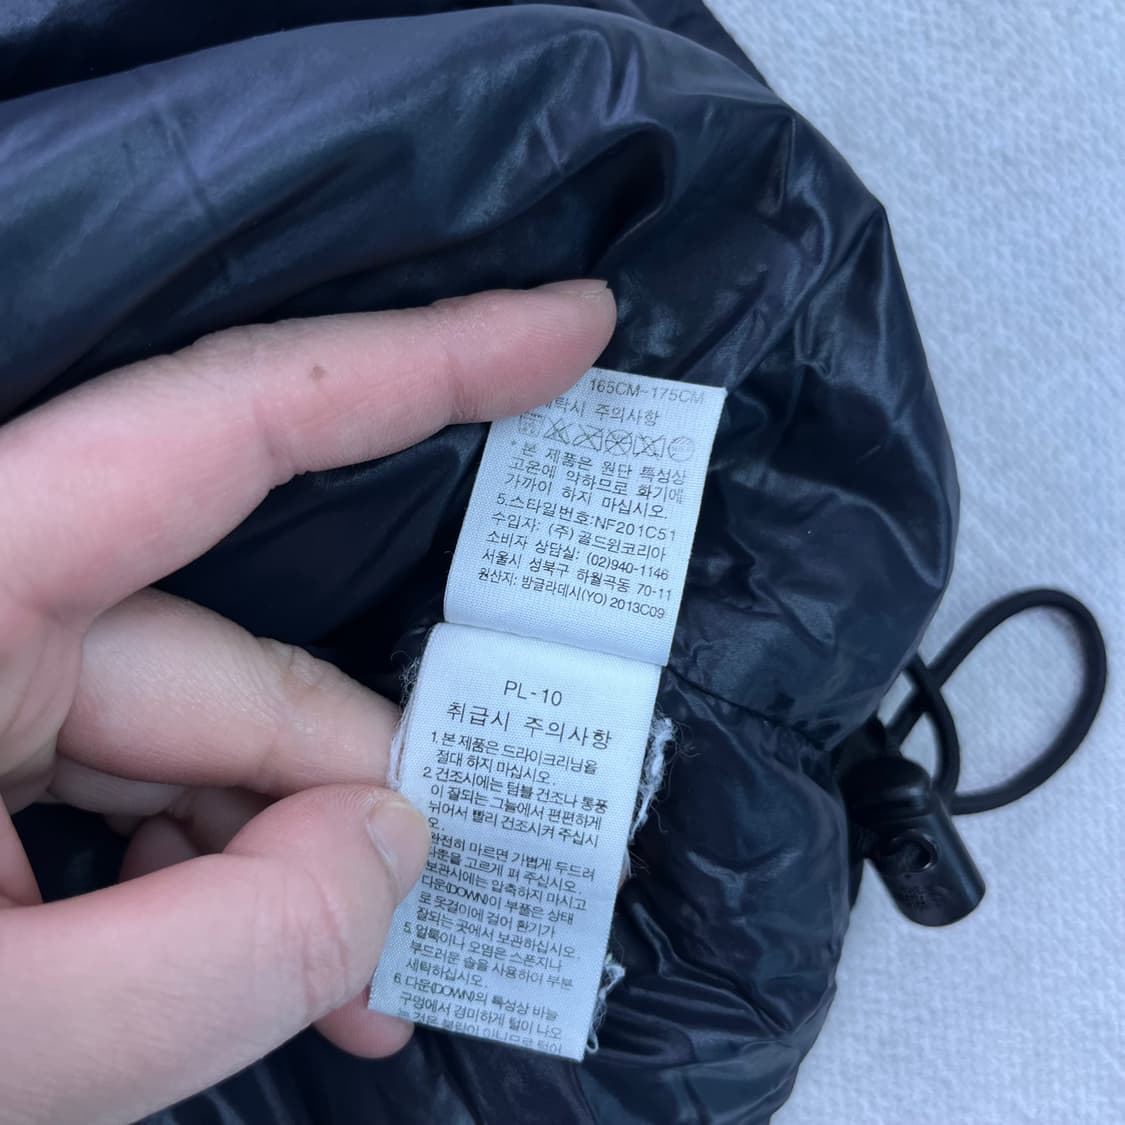 165CM-175CM
세탁시 주의사항
* 본 제품은 원단 특성상
고온에 약하므로 화기에
가까이 하지 마십시오.
5.스타일번호:NF201C51
수입자: (주)골드윈코리아
소비자 상담실: (02)940-1146
서울시 성북구 하월곡동 70-11
원산지: 방글라데시(YO) 2013C09
PL-10
취급시 주의사항
1.본 제품은 드라이크리닝을
절대 하지 마십시오.
2.건조시에는 텀블 건조나 통풍
이 잘되는 그늘에서 편편하게
뉘어서 빨리 건조시켜 주십시
오.
완전히 마르면 가볍게 두드려
다운을 고르게 펴 주십시오.
보관시에는 압축하지 마시고
다운(DOWN)이 부풀은 상태
로 옷걸이에 걸어 환기가
잘되는 곳에서 보관하십시오.
5.얼룩이나 오염은 스폰지나
부드러운 솔을 사용하여 부분
세탁하십시오.
6.다운(DOWN)의 특성상 바늘
구멍에서 경미하게 털이 나오
는 것은 불량이 아니므로 털어